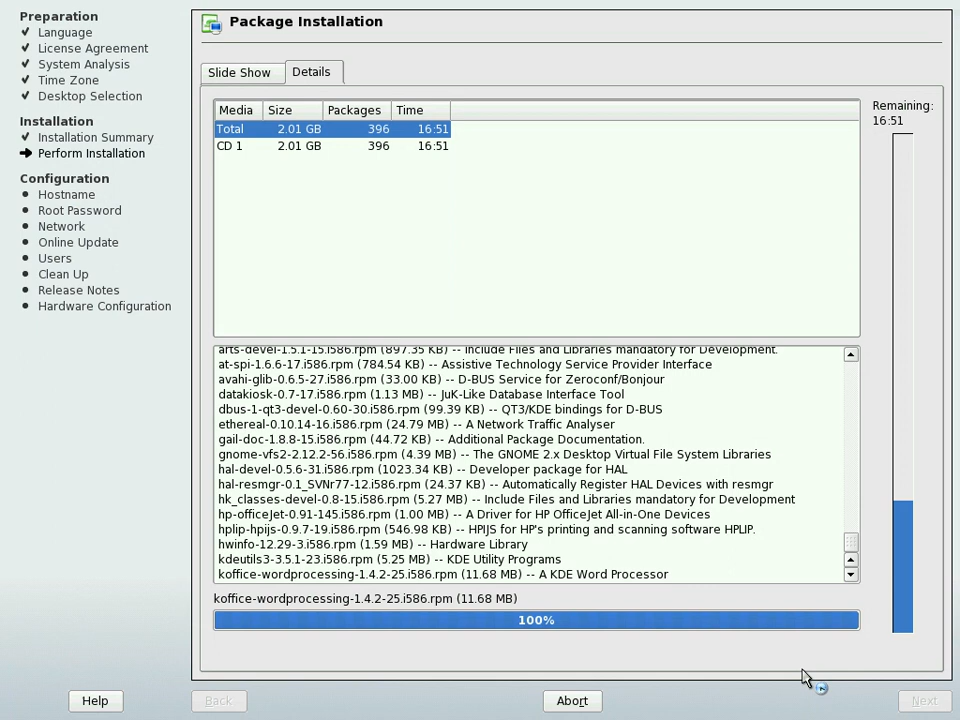 Preparation
Language
License Agreement
System Analysis
Time Zone
Desktop Selection
Installation
Installation Summary
Perform Installation
Configuration
Hostname
Root Password
Network
Online Update
Users
Clean Up
Release Notes
Hardware Configuration
Package Installation
Slide Show Details
Media Size Packages Time
Total 2.01 GB 396 16:51
CD 1 2.01 GB 396 16:51
Remaining:
16:51
arts-devel-1.5.1-15.i586.rpm (897.35 KB) -- Include Files and Libraries mandatory for Development.
at-spi-1.6.6-17.i586.rpm (784.54 KB) -- Assistive Technology Service Provider Interface
avahi-glib-0.6.5-27.i586.rpm (33.00 KB) -- D-BUS Service for Zeroconf/Bonjour
datakiosk-0.7-17.i586.rpm (1.13 MB) -- JuK-Like Database Interface Tool
dbus-1-qt3-devel-0.60-30.i586.rpm (99.39 KB) -- QT3/KDE bindings for D-BUS
ethereal-0.10.14-16.i586.rpm (24.79 MB) -- A Network Traffic Analyser
gail-doc-1.8.8-15.i586.rpm (44.72 KB) -- Additional Package Documentation.
gnome-vfs2-2.12.2-56.i586.rpm (4.39 MB) -- The GNOME 2.x Desktop Virtual File System Libraries
hal-devel-0.5.6-31.i586.rpm (1023.34 KB) -- Developer package for HAL
hal-resmgr-0.1_SVNr77-12.i586.rpm (24.37 KB) -- Automatically Register HAL Devices with resmgr
hk_classes-devel-0.8-15.i586.rpm (5.27 MB) -- Include Files and Libraries mandatory for Development
hp-officeJet-0.91-145.i586.rpm (1.00 MB) -- A Driver for HP OfficeJet All-in-One Devices
hplip-hpijs-0.9.7-19.i586.rpm (546.98 KB) -- HPIJS for HP's printing and scanning software HPLIP.
hwinfo-12.29-3.i586.rpm (1.59 MB) -- Hardware Library
kdeutils3-3.5.1-23.i586.rpm (5.25 MB) -- KDE Utility Programs
koffice-wordprocessing-1.4.2-25.i586.rpm (11.68 MB) -- A KDE Word Processor
koffice-wordprocessing-1.4.2-25.i586.rpm (11.68 MB)
100%
Help Back Abort Next